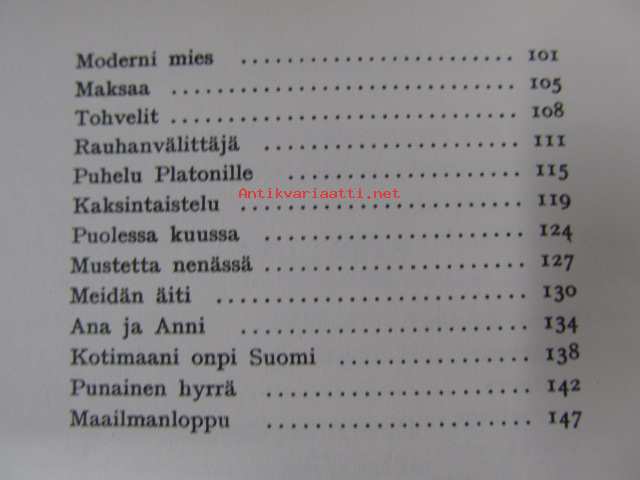 Moderni mies ........................ 101
Maksaa .............................. 105
Tohvelit ............................. 108
Rauhanvälittäjä ...................... 111
Puhelu Platonille .................... 115
Antikvariaatti.net
Kaksintaistelu ....................... 119
Puolessa kuussa ...................... 124
Mustetta nenässä ..................... 127
Meidän äiti .......................... 130
Ana ja Anni .......................... 134
Kotimaani onpi Suomi ................. 138
Punainen hyrrä ....................... 142
Maailmanloppu ........................ 147